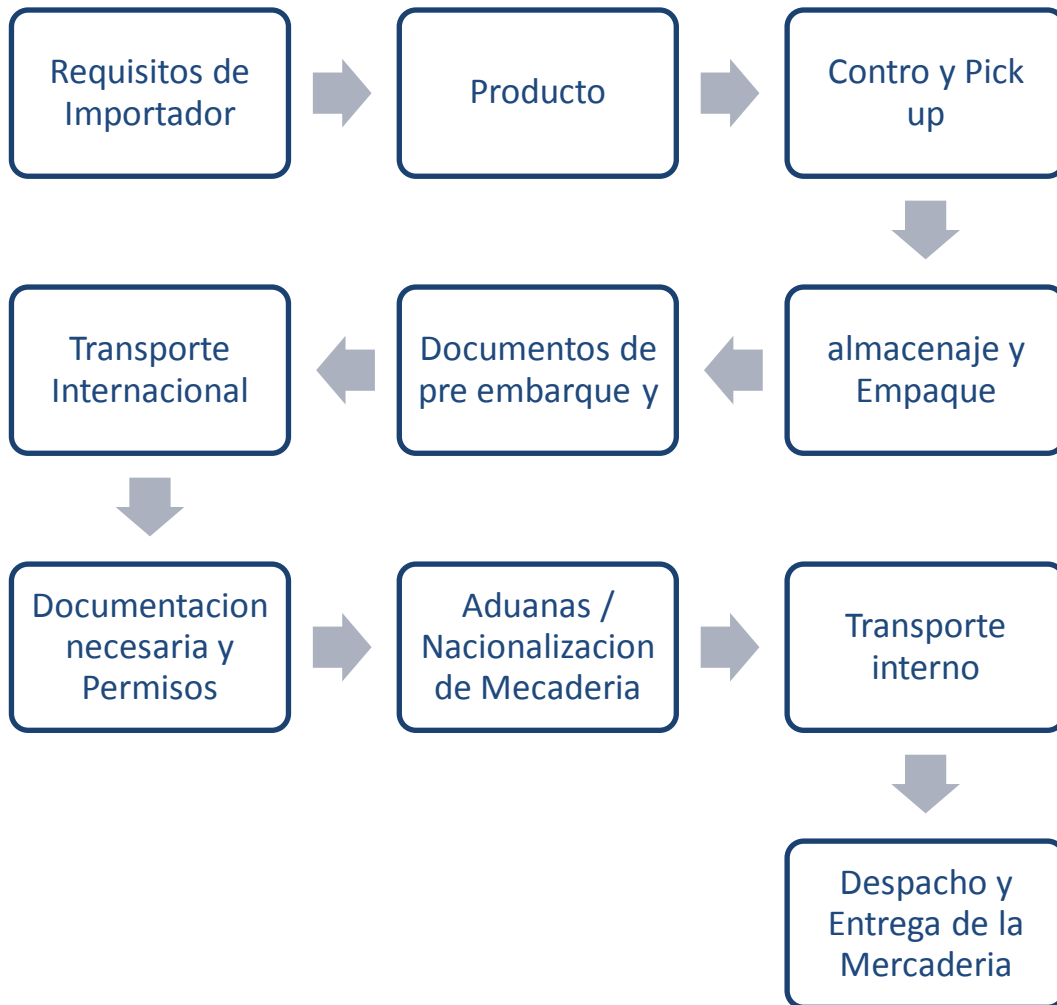 Requisitos de
Importador
Producto
Contro y Pick
up
almacenaje y
Empaque
Documentos de
pre embarque y
Transporte
Internacional
Documentacion
necesaria y
Permisos
Aduanas /
Nacionalizacion
de Mecaderia
Transporte
interno
Despacho y
Entrega de la
Mercaderia